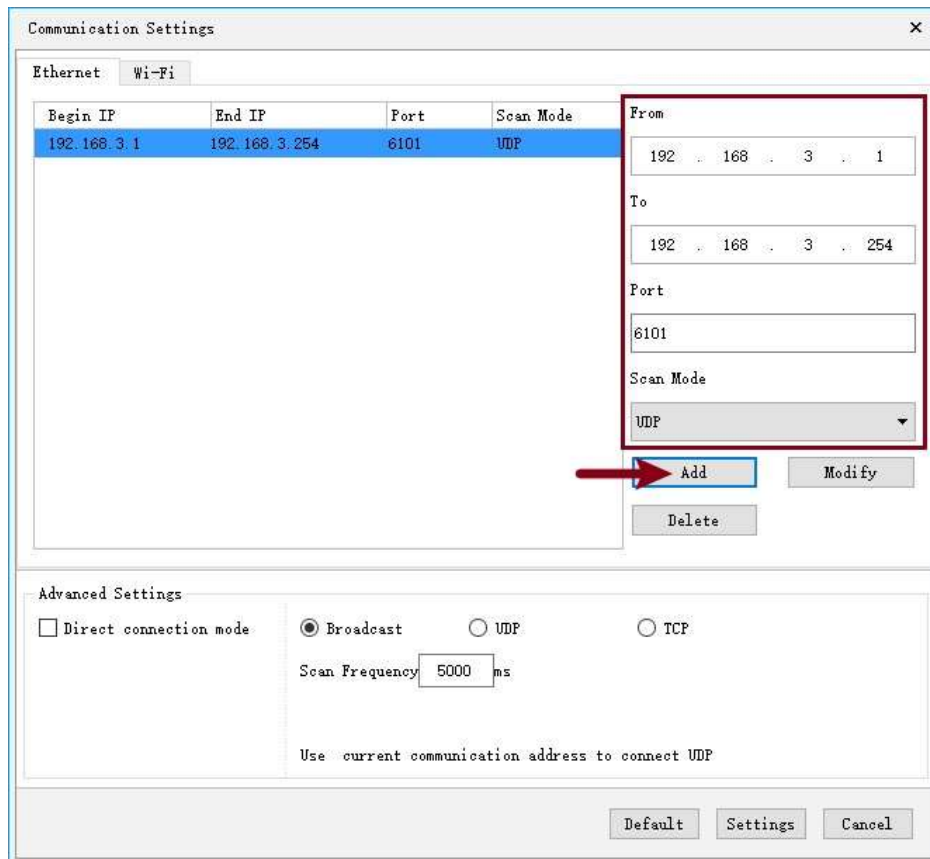 Communication Settings ×
Ethernet Wi-Fi
Begin IP End IP Port Scan Mode
192.168.3.1 192.168.3.254 6101 UDP
From
192 . 168 . 3 . 1
To
192 . 168 . 3 . 254
Port
6101
Scan Mode
UDP
Add Modify
Delete
Advanced Settings
Direct connection mode Broadcast UDP TCP
Scan Frequency 5000 ms
Use current communication address to connect UDP
Default Settings Cancel